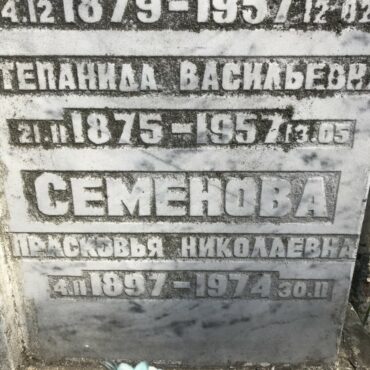 4.12 1879-1957 12.02
ТЕПАНИДА ВАСИЛЬЕВН
21.11 1875-1957 13.05
СЕМЕНОВА
ПРАСКОВЬЯ НИКОЛАЕВНА
4.11 1897-1974 30.11